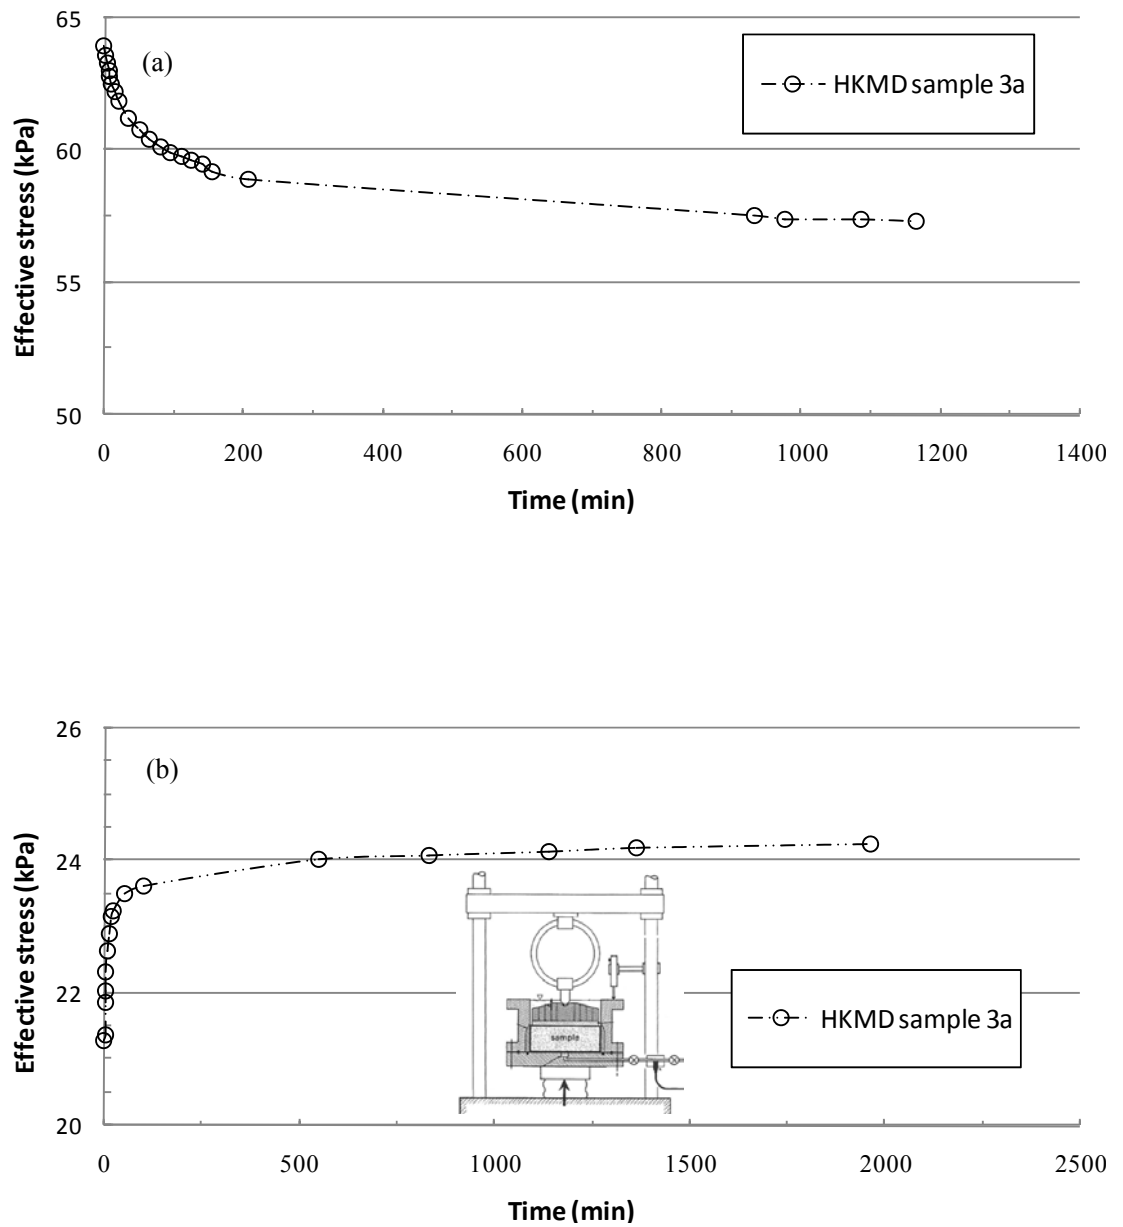 65
(a)
HKMD sample 3a
60
55
50
Effective stress (kPa)
0 200 400 600 800 1000 1200 1400
Time (min)
26
(b)
24
22
20
Effective stress (kPa)
sample
HKMD sample 3a
0 500 1000 1500 2000 2500
Time (min)